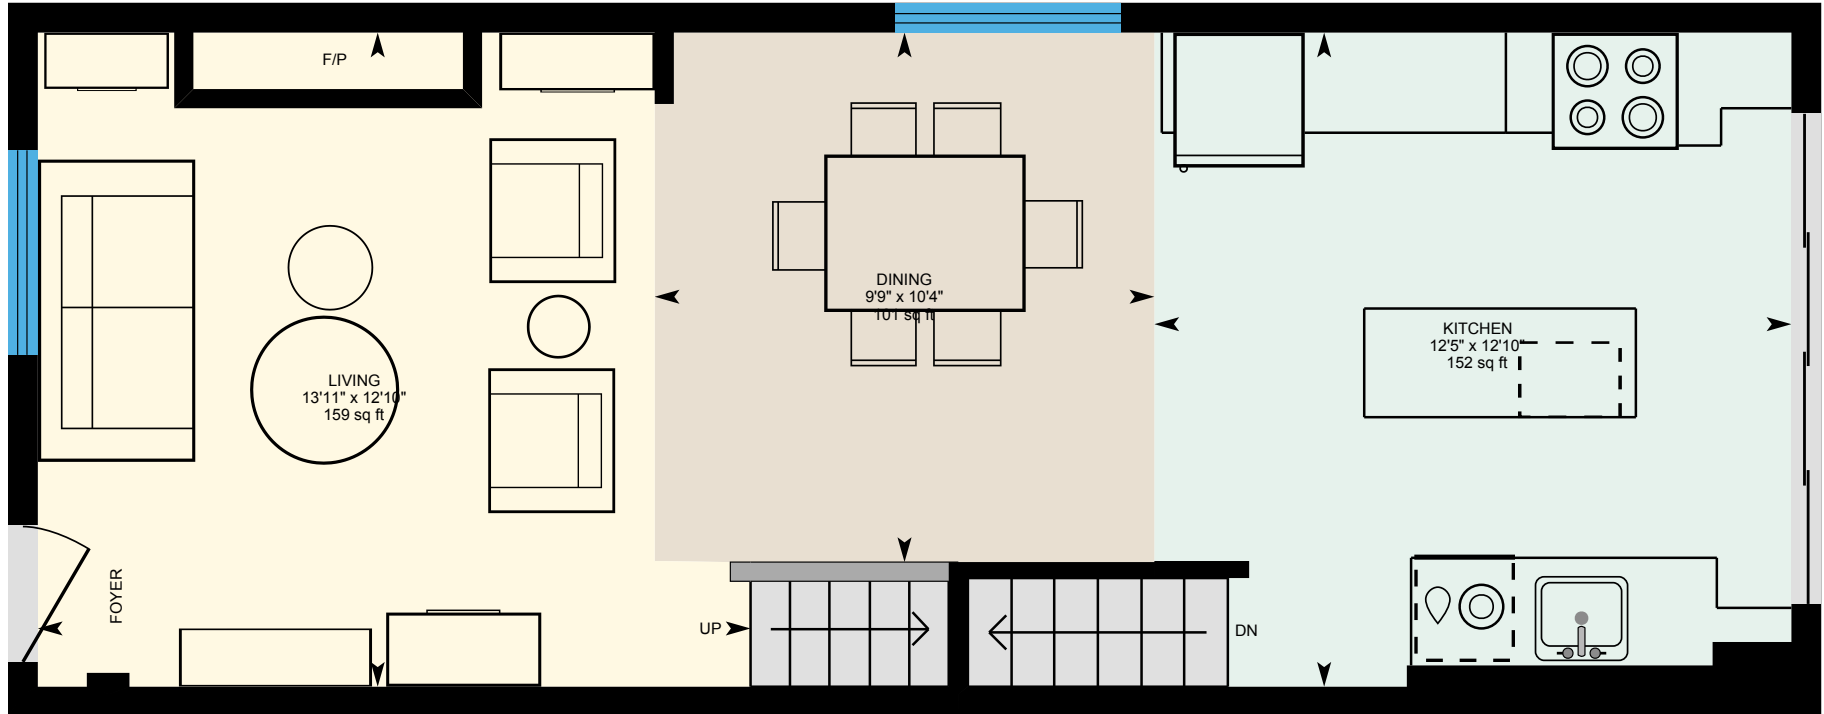 F/P
DINING
9'9" x 10'4"
101 sq ft
KITCHEN
12'5" x 12'10"
152 sq ft
LIVING
13'11" x 12'10"
159 sq ft
FOYER
UP
DN